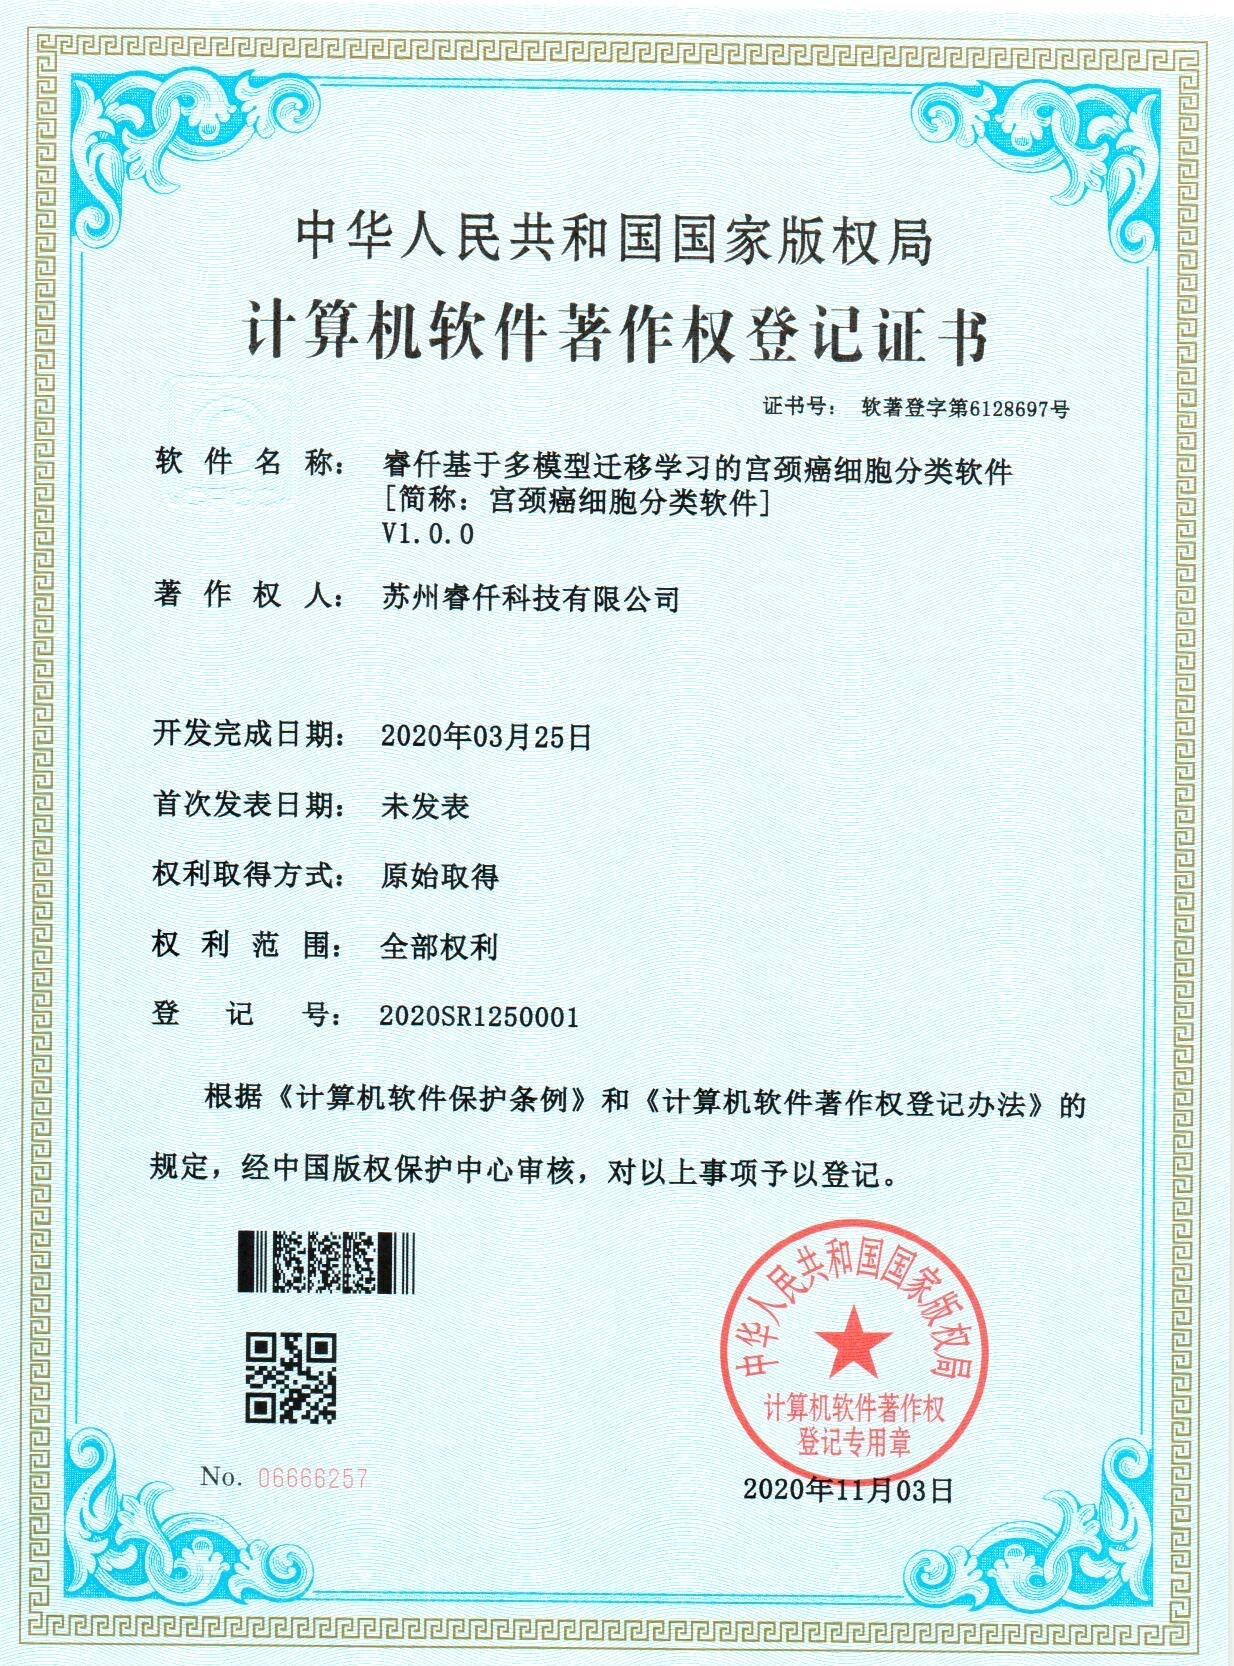 中华人民共和国国家版权局
计算机软件著作权登记证书
证书号： 软著登字第6128697号
软件名称： 睿仟基于多模型迁移学习的宫颈癌细胞分类软件
[简称：宫颈癌细胞分类软件]
V1.0.0
著作权人： 苏州睿仟科技有限公司
开发完成日期： 2020年03月25日
首次发表日期： 未发表
权利取得方式： 原始取得
权利范围： 全部权利
登记号： 2020SR1250001
根据《计算机软件保护条例》和《计算机软件著作权登记办法》的
规定，经中国版权保护中心审核，对以上事项予以登记。
中华人民共和国国家版权局
计算机软件著作权
登记专用章
No. 06666257
2020年11月03日